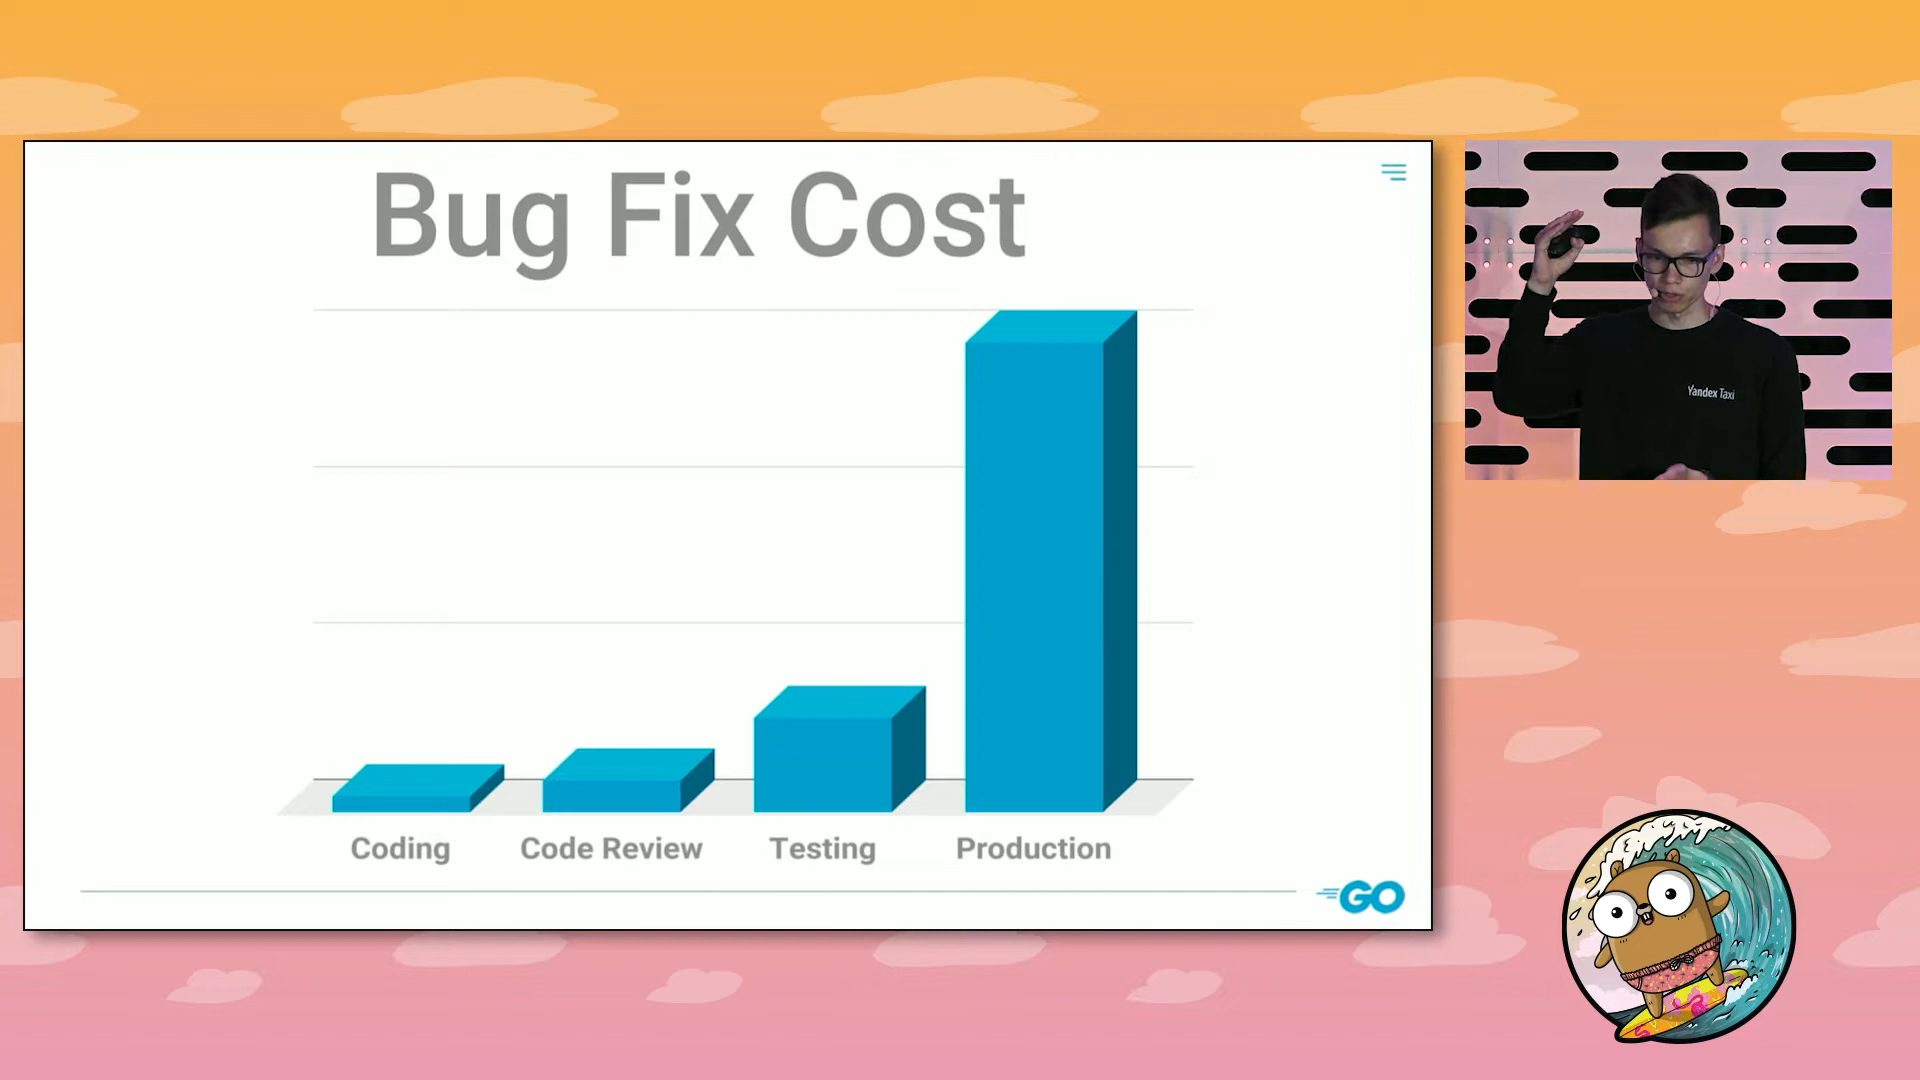 Bug Fix Cost
Coding
Code Review
Testing
Production
GO
Yandex Taxi